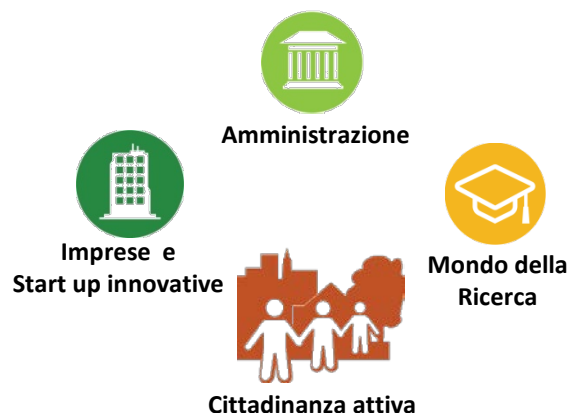 Amministrazione
Imprese e
Start up innovative
Mondo della
Ricerca
Cittadinanza attiva